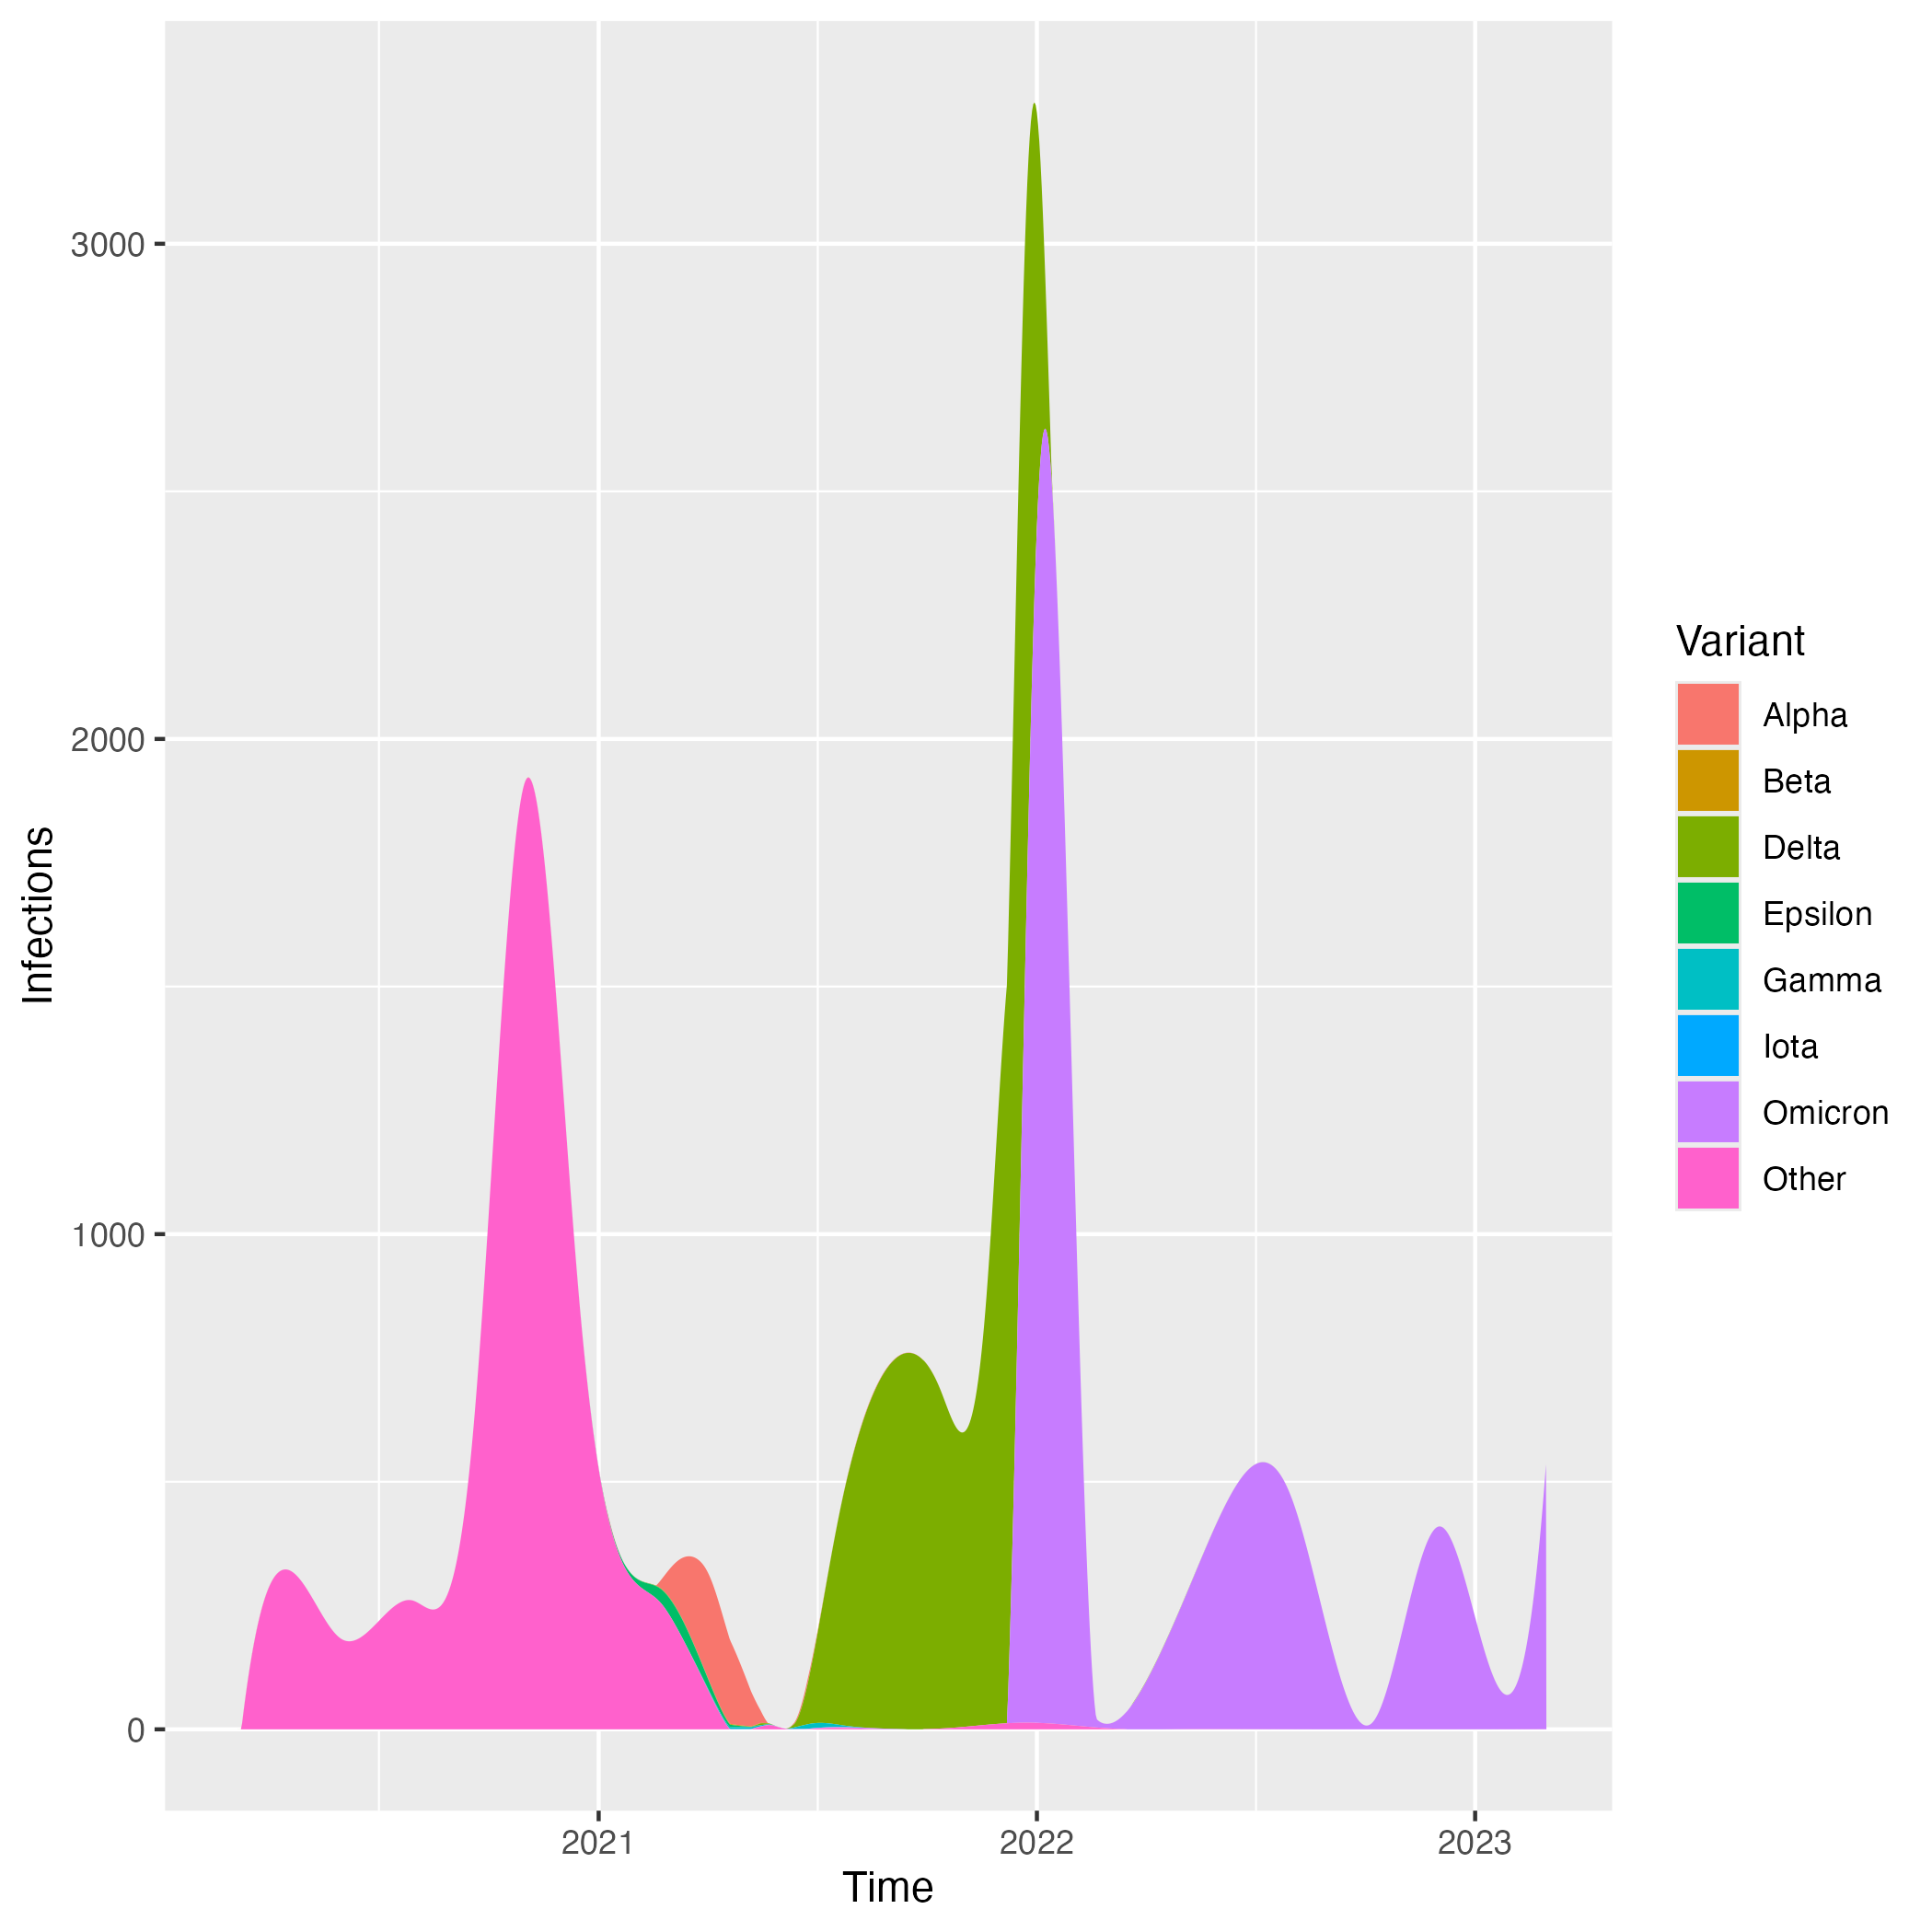 Infections
3000
2000
1000
0
2021
2022
2023
Time
Variant
Alpha
Beta
Delta
Epsilon
Gamma
Iota
Omicron
Other